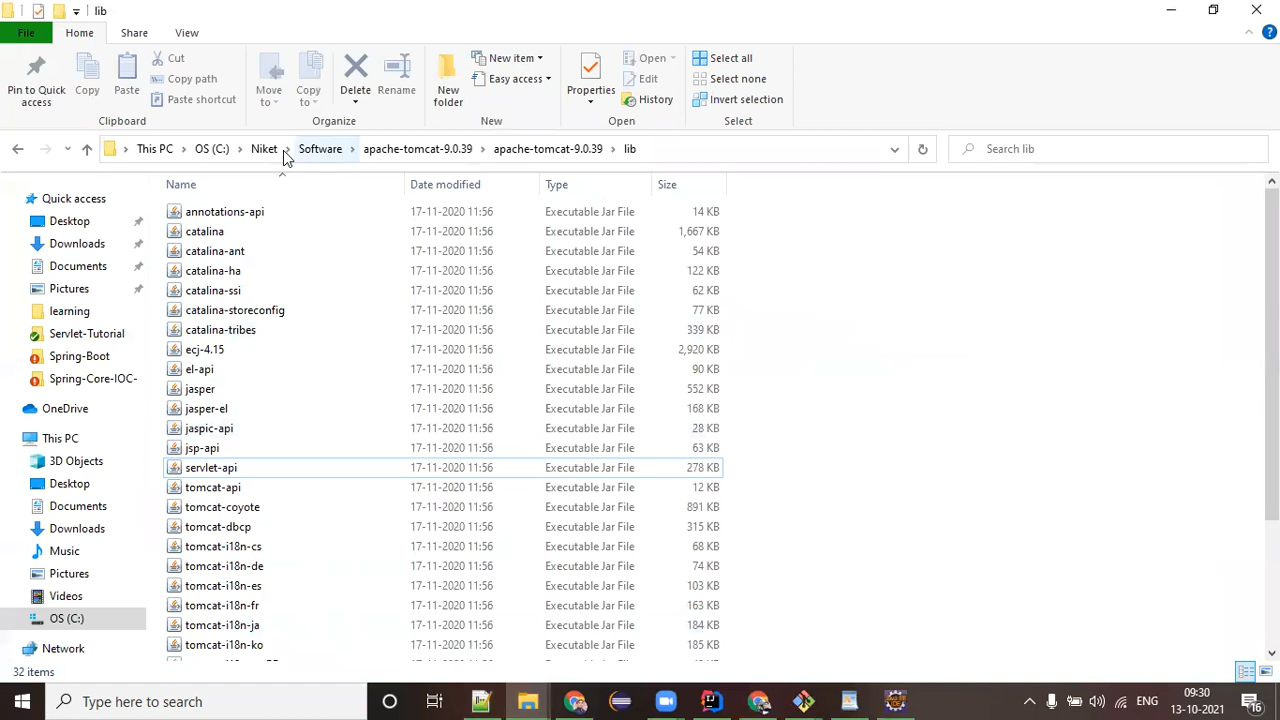 lib
File Home Share View
Pin to Quick access
Copy
Paste
Cut
Copy path
Paste shortcut
Clipboard
Move to
Copy to
Delete
Rename
Organize
New folder
New item
Easy access
New
Properties
Open
Edit
History
Open
Select all
Select none
Invert selection
Select
This PC OS (C:) Niket Software apache-tomcat-9.0.39 apache-tomcat-9.0.39 lib
Search lib
Quick access
Desktop
Downloads
Documents
Pictures
learning
Servlet-Tutorial
Spring-Boot
Spring-Core-IOC-
OneDrive
This PC
3D Objects
Desktop
Documents
Downloads
Music
Pictures
Videos
OS (C:)
Network
Name Date modified Type Size
annotations-api 17-11-2020 11:56 Executable Jar File 14 KB
catalina 17-11-2020 11:56 Executable Jar File 1,667 KB
catalina-ant 17-11-2020 11:56 Executable Jar File 54 KB
catalina-ha 17-11-2020 11:56 Executable Jar File 122 KB
catalina-ssi 17-11-2020 11:56 Executable Jar File 62 KB
catalina-storeconfig 17-11-2020 11:56 Executable Jar File 77 KB
catalina-tribes 17-11-2020 11:56 Executable Jar File 339 KB
ecj-4.15 17-11-2020 11:56 Executable Jar File 2,920 KB
el-api 17-11-2020 11:56 Executable Jar File 90 KB
jasper 17-11-2020 11:56 Executable Jar File 552 KB
jasper-el 17-11-2020 11:56 Executable Jar File 168 KB
jaspic-api 17-11-2020 11:56 Executable Jar File 28 KB
jsp-api 17-11-2020 11:56 Executable Jar File 63 KB
servlet-api 17-11-2020 11:56 Executable Jar File 278 KB
tomcat-api 17-11-2020 11:56 Executable Jar File 12 KB
tomcat-coyote 17-11-2020 11:56 Executable Jar File 891 KB
tomcat-dbcp 17-11-2020 11:56 Executable Jar File 315 KB
tomcat-i18n-cs 17-11-2020 11:56 Executable Jar File 68 KB
tomcat-i18n-de 17-11-2020 11:56 Executable Jar File 74 KB
tomcat-i18n-es 17-11-2020 11:56 Executable Jar File 103 KB
tomcat-i18n-fr 17-11-2020 11:56 Executable Jar File 163 KB
tomcat-i18n-ja 17-11-2020 11:56 Executable Jar File 184 KB
tomcat-i18n-ko 17-11-2020 11:56 Executable Jar File 185 KB
32 items
Type here to search
ENG
09:30
13-10-2021
16